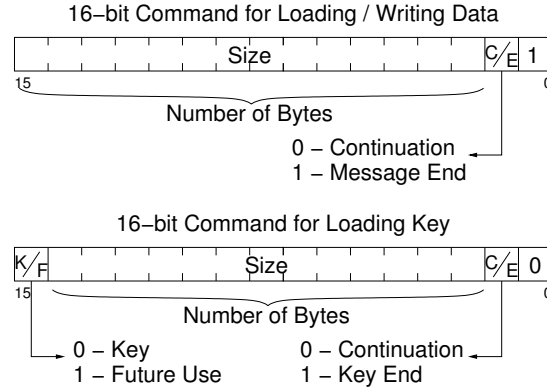 16−bit Command for Loading / Writing Data
Size C/E 1
15 0
Number of Bytes
0 − Continuation
1 − Message End
16−bit Command for Loading Key
K/F Size C/E 0
15 0
Number of Bytes
0 − Key 0 − Continuation
1 − Future Use 1 − Key End